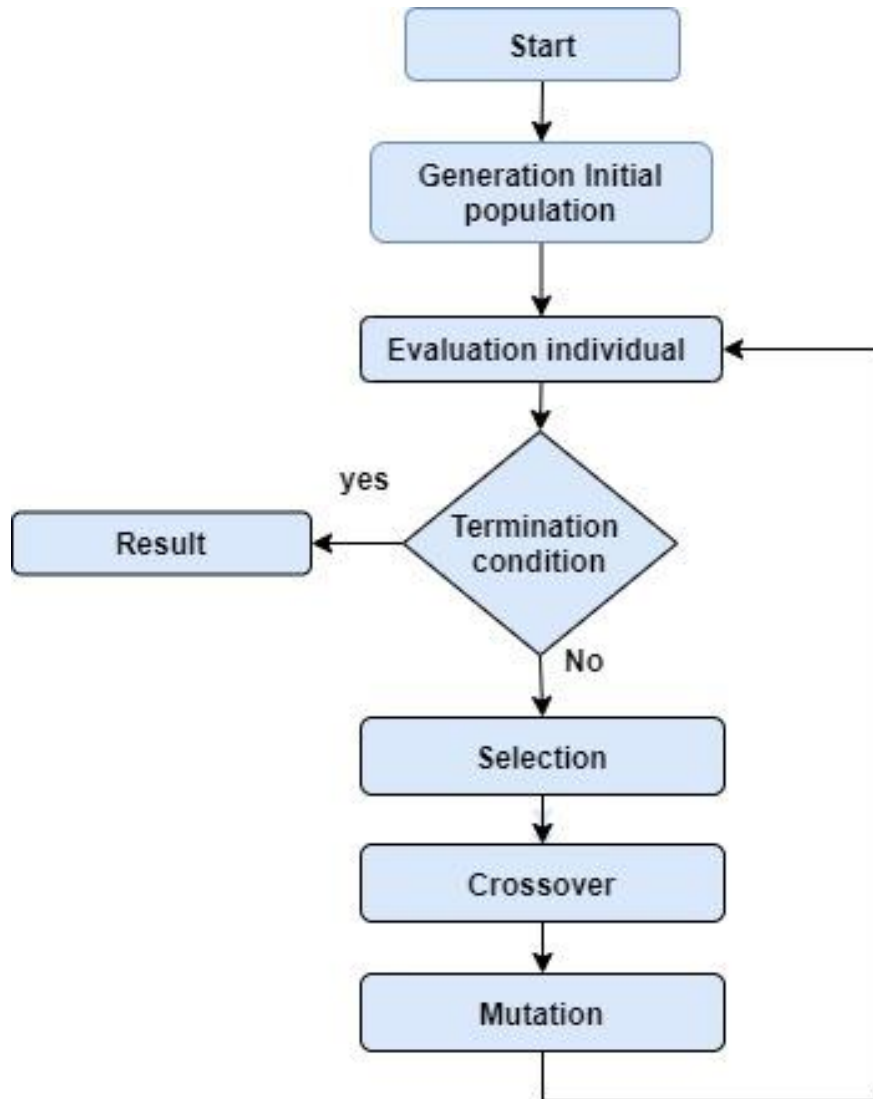 Start
Generation Initial
population
Evaluation individual
yes
Termination
condition
Result
No
Selection
Crossover
Mutation